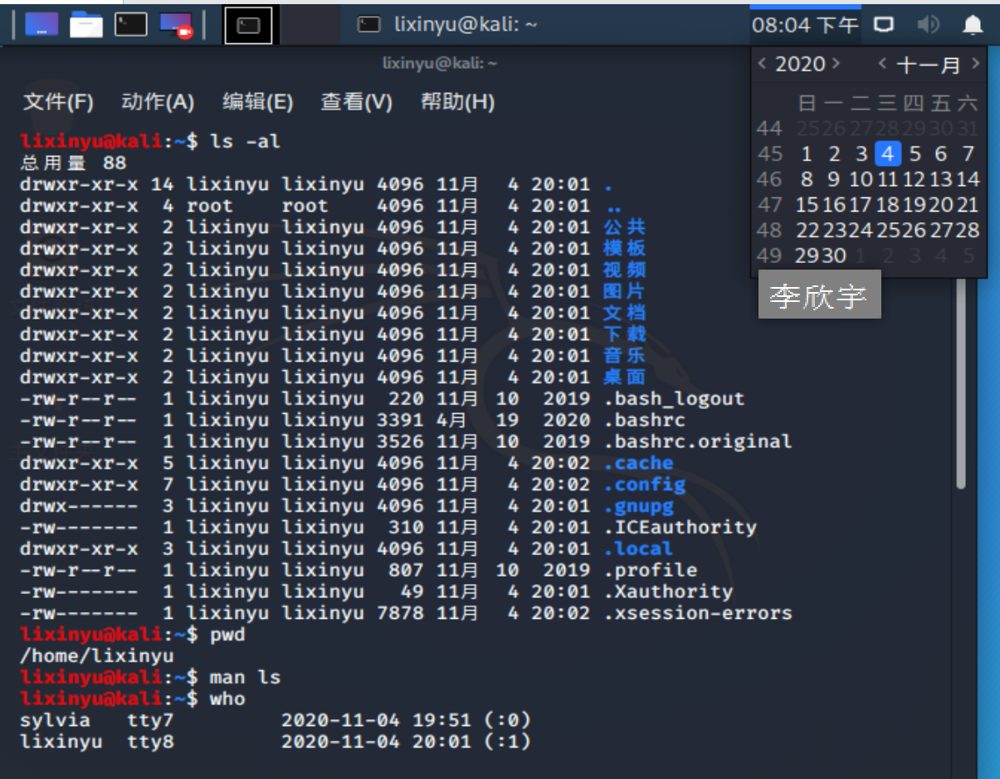 lixinyu@kali: ~
08:04 下午
lixinyu@kali: ~
文件(F) 动作(A) 编辑(E) 查看(V) 帮助(H)
2020 十一月
日 一 二 三 四 五 六
44 25 26 27 28 29 30 31
45 1 2 3 4 5 6 7
46 8 9 10 11 12 13 14
47 15 16 17 18 19 20 21
48 22 23 24 25 26 27 28
49 29 30 1 2 3 4 5
李欣宇
lixinyu@kali:~$ ls -al
总用量 88
drwxr-xr-x 14 lixinyu lixinyu 4096 11月 4 20:01 .
drwxr-xr-x 4 root root 4096 11月 4 20:01 ..
drwxr-xr-x 2 lixinyu lixinyu 4096 11月 4 20:01 公共
drwxr-xr-x 2 lixinyu lixinyu 4096 11月 4 20:01 模板
drwxr-xr-x 2 lixinyu lixinyu 4096 11月 4 20:01 视频
drwxr-xr-x 2 lixinyu lixinyu 4096 11月 4 20:01 图片
drwxr-xr-x 2 lixinyu lixinyu 4096 11月 4 20:01 文档
drwxr-xr-x 2 lixinyu lixinyu 4096 11月 4 20:01 下载
drwxr-xr-x 2 lixinyu lixinyu 4096 11月 4 20:01 音乐
drwxr-xr-x 2 lixinyu lixinyu 4096 11月 4 20:01 桌面
-rw-r--r-- 1 lixinyu lixinyu 220 11月 10 2019 .bash_logout
-rw-r--r-- 1 lixinyu lixinyu 3391 4月 19 2020 .bashrc
-rw-r--r-- 1 lixinyu lixinyu 3526 11月 10 2019 .bashrc.original
drwxr-xr-x 5 lixinyu lixinyu 4096 11月 4 20:02 .cache
drwxr-xr-x 7 lixinyu lixinyu 4096 11月 4 20:02 .config
drwx------ 3 lixinyu lixinyu 4096 11月 4 20:01 .gnupg
-rw------- 1 lixinyu lixinyu 310 11月 4 20:01 .ICEauthority
drwxr-xr-x 3 lixinyu lixinyu 4096 11月 4 20:01 .local
-rw-r--r-- 1 lixinyu lixinyu 807 11月 10 2019 .profile
-rw------- 1 lixinyu lixinyu 49 11月 4 20:01 .Xauthority
-rw------- 1 lixinyu lixinyu 7878 11月 4 20:02 .xsession-errors
lixinyu@kali:~$ pwd
/home/lixinyu
lixinyu@kali:~$ man ls
lixinyu@kali:~$ who
sylvia tty7 2020-11-04 19:51 (:0)
lixinyu tty8 2020-11-04 20:01 (:1)